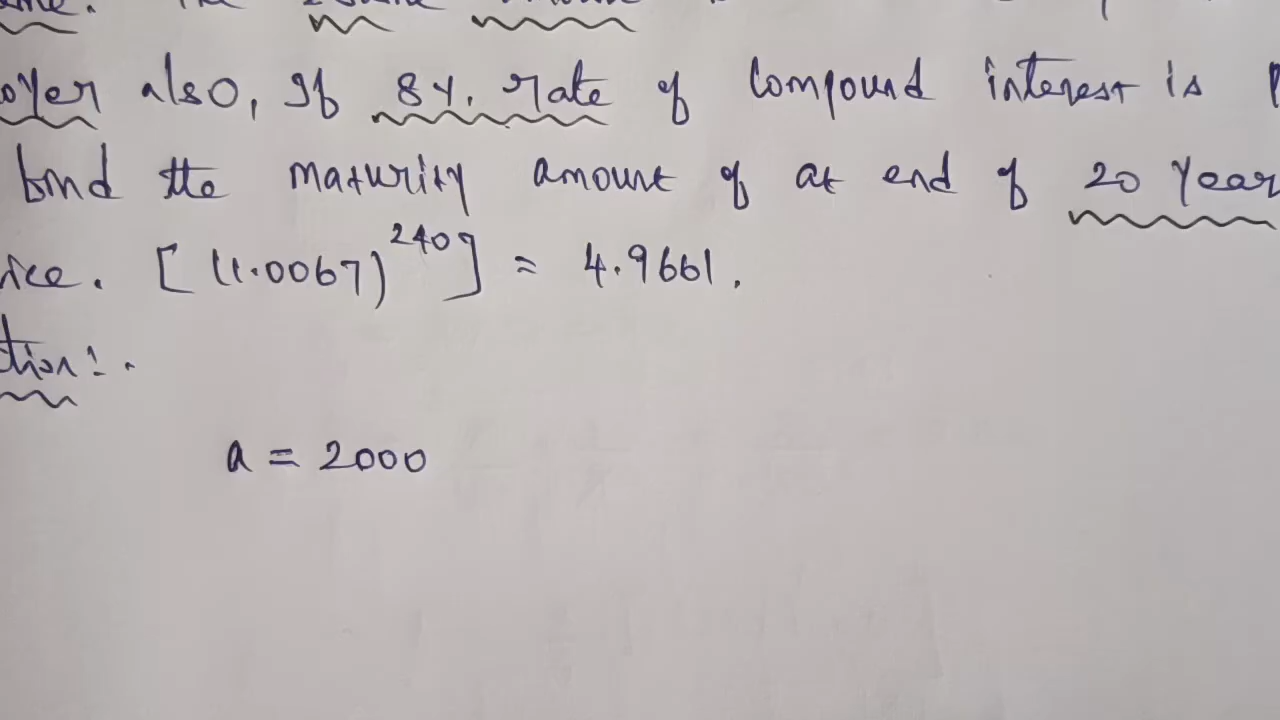 oyer also, If 8%. rate of Compound interest is
find the maturity amount of at end of 20 year
ice. [(1.0067)^240] = 4.9661.
tion:.
a = 2000